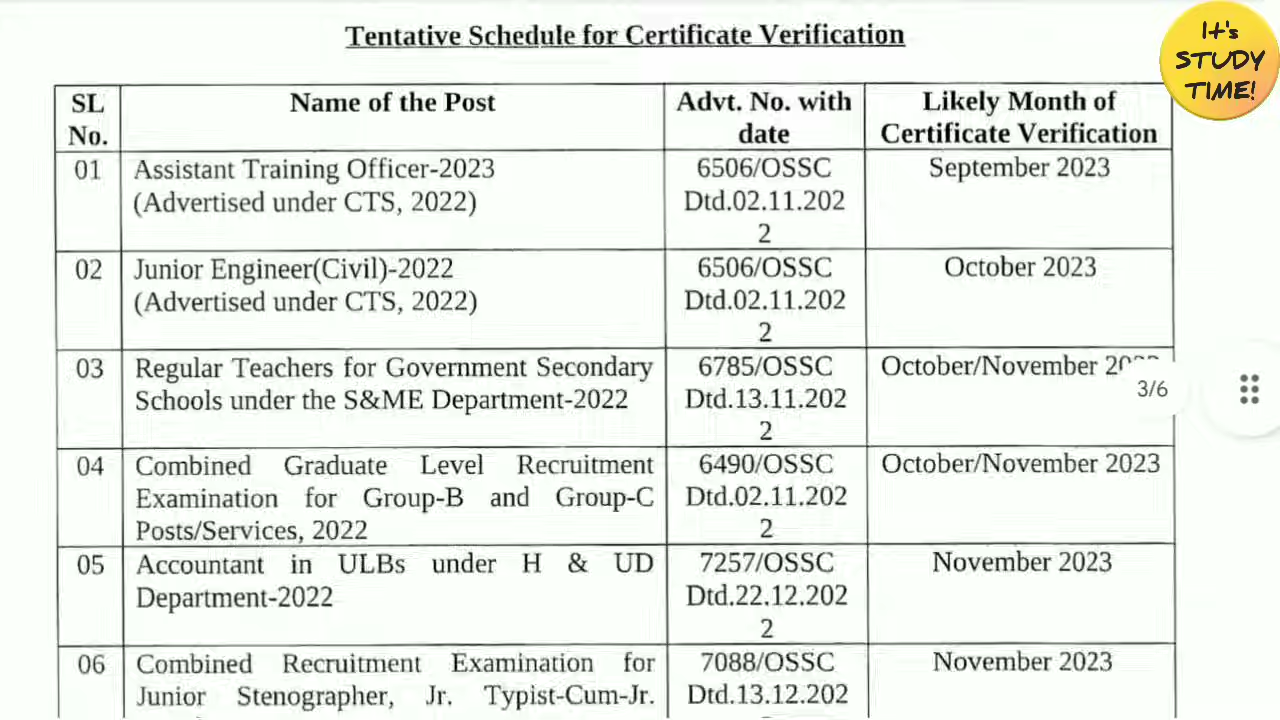 Tentative Schedule for Certificate Verification
It's
STUDY
TIME!
SL No. Name of the Post Advt. No. with date Likely Month of Certificate Verification
01 Assistant Training Officer-2023 6506/OSSC September 2023
(Advertised under CTS, 2022) Dtd.02.11.202
2
02 Junior Engineer(Civil)-2022 6506/OSSC October 2023
(Advertised under CTS, 2022) Dtd.02.11.202
2
03 Regular Teachers for Government Secondary 6785/OSSC October/November
Schools under the S&ME Department-2022 Dtd.13.11.202
3/6
2
04 Combined Graduate Level Recruitment 6490/OSSC October/November 2023
Examination for Group-B and Group-C Dtd.02.11.202
Posts/Services, 2022 2
05 Accountant in ULBs under H & UD 7257/OSSC November 2023
Department-2022 Dtd.22.12.202
2
06 Combined Recruitment Examination for 7088/OSSC November 2023
Junior Stenographer, Jr. Typist-Cum-Jr. Dtd.13.12.202